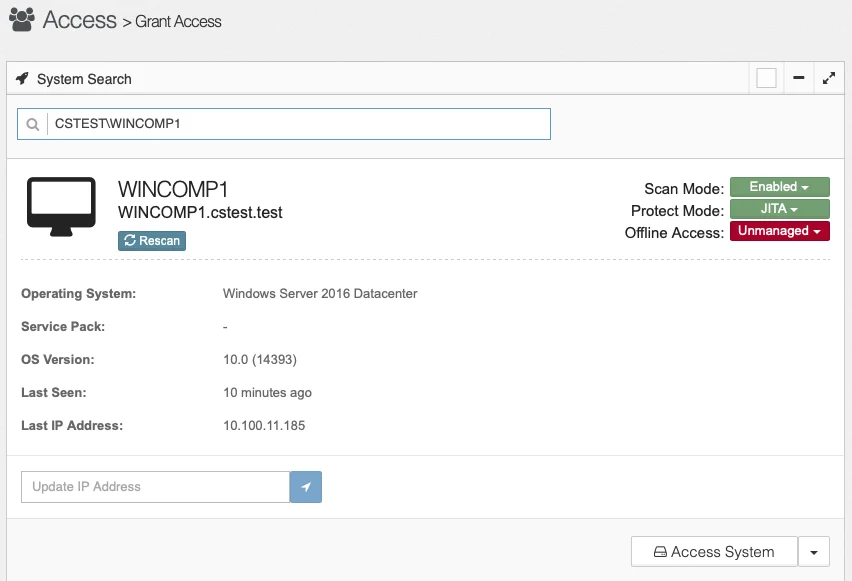 Access > Grant Access
System Search
CSTEST\WINCOMP1
WINCOMP1
WINCOMP1.cstest.test
Rescan
Scan Mode: Enabled
Protect Mode: JITA
Offline Access: Unmanaged
Operating System: Windows Server 2016 Datacenter
Service Pack: -
OS Version: 10.0 (14393)
Last Seen: 10 minutes ago
Last IP Address: 10.100.11.185
Update IP Address
Access System